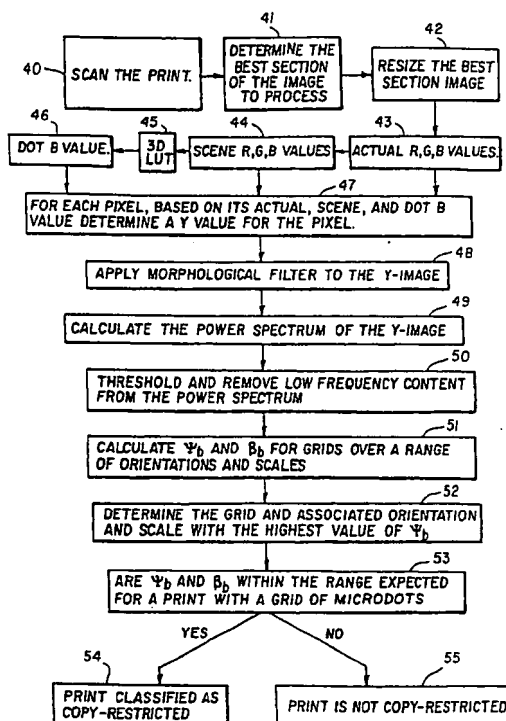 40
SCAN THE PRINT.
41
DETERMINE THE
BEST SECTION
OF THE IMAGE
TO PROCESS
42
RESIZE THE BEST
SECTION IMAGE
43
ACTUAL R,G,B VALUES.
44
SCENE R,G,B VALUES
45
3D
LUT
46
DOT B VALUE.
47
FOR EACH PIXEL, BASED ON ITS ACTUAL, SCENE, AND DOT B
VALUE DETERMINE A Y VALUE FOR THE PIXEL.
48
APPLY MORPHOLOGICAL FILTER TO THE Y-IMAGE
49
CALCULATE THE POWER SPECTRUM OF THE Y-IMAGE
50
THRESHOLD AND REMOVE LOW FREQUENCY CONTENT
FROM THE POWER SPECTRUM
51
CALCULATE Ψb AND βb FOR GRIDS OVER A RANGE
OF ORIENTATIONS AND SCALES
52
DETERMINE THE GRID AND ASSOCIATED ORIENTATION
AND SCALE WITH THE HIGHEST VALUE OF Ψb
53
ARE Ψb AND βb WITHIN THE RANGE EXPECTED
FOR A PRINT WITH A GRID OF MICRODOTS
YES
NO
54
PRINT CLASSIFIED AS
COPY-RESTRICTED
55
PRINT IS NOT COPY-RESTRICTED